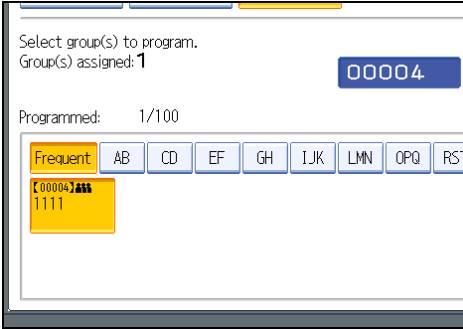 Select group(s) to program.
Group(s) assigned: 1
00004
Programmed: 1/100
Frequent AB CD EF GH IJK LMN OPQ RST
【00004】
1111